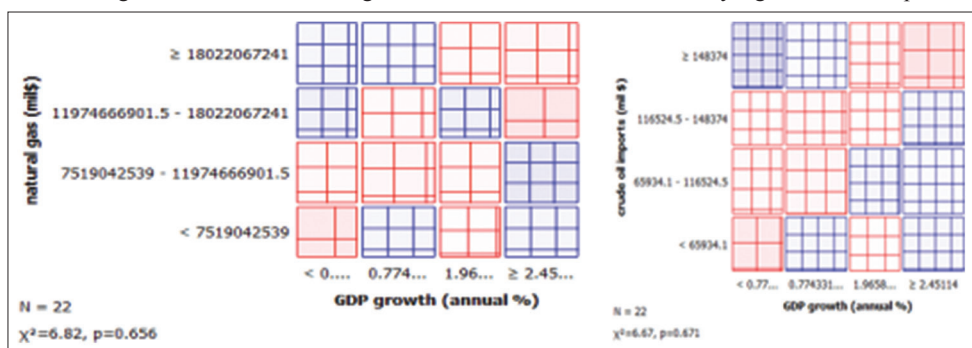 natural gas (mil$)
≥ 18022067241
11974666901.5 - 18022067241
7519042539 - 11974666901.5
< 7519042539
< 0....
0.774...
1.96...
≥ 2.45...
GDP growth (annual %)
N = 22
χ²=6.82, p=0.656
crude oil imports (mil $)
≥ 148374
116524.5 - 148374
65934.1 - 116524.5
< 65934.1
< 0.77...
0.774331...
1.9658...
≥ 2.45114
GDP growth (annual %)
N = 22
χ²=6.67, p=0.671